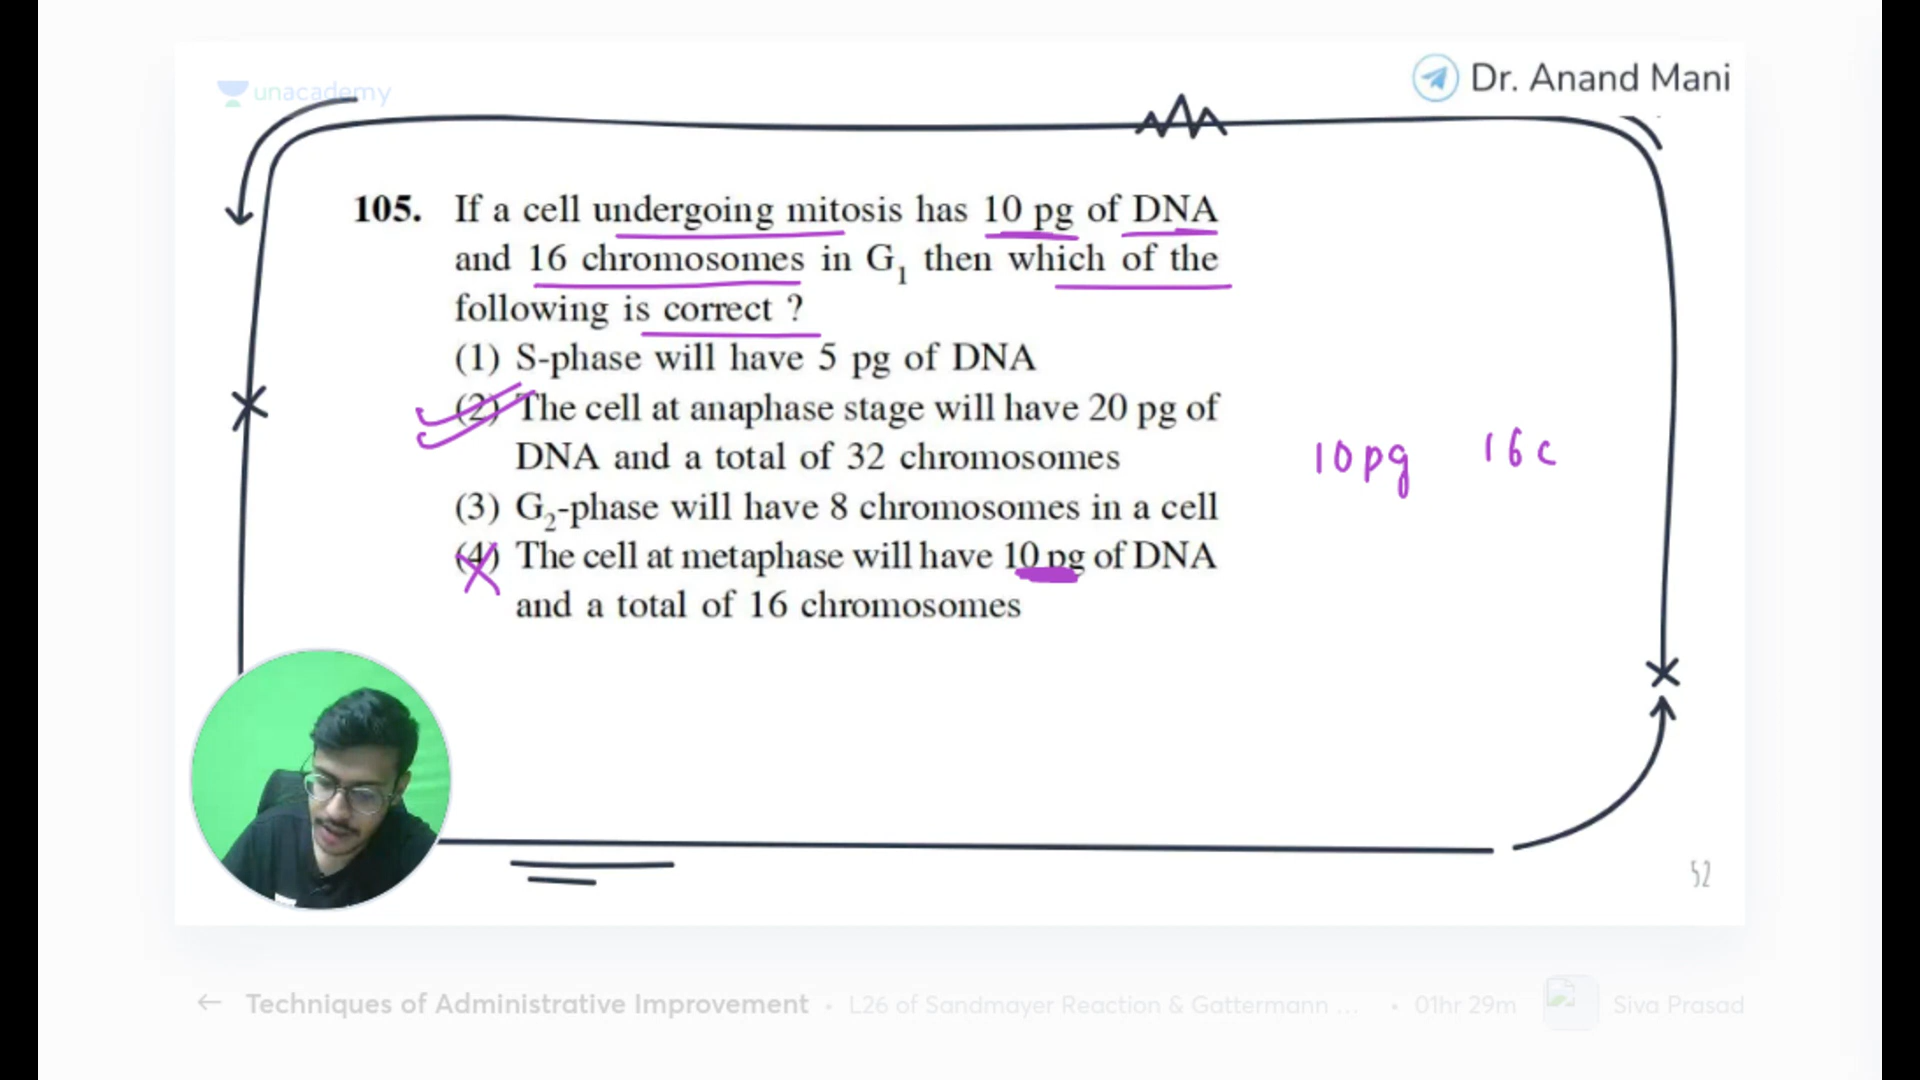 unacademy
Dr. Anand Mani
105. If a cell undergoing mitosis has 10 pg of DNA
and 16 chromosomes in G₁ then which of the
following is correct ?
(1) S-phase will have 5 pg of DNA
(2) The cell at anaphase stage will have 20 pg of
DNA and a total of 32 chromosomes
10pg 16c
(3) G₂-phase will have 8 chromosomes in a cell
(4) The cell at metaphase will have 10 pg of DNA
and a total of 16 chromosomes
52
← Techniques of Administrative Improvement • L26 of Sandmayer Reaction & Gattermann ... • 01hr 29m Siva Prasad